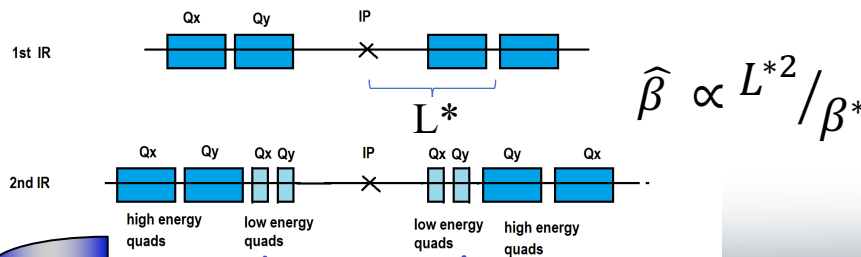 Qx Qy IP
1st IR
L*
β̂ ∝ L*²/β*
Qx Qy Qx Qy IP Qx Qy Qy Qx
2nd IR
high energy quads
low energy quads
low energy quads
high energy quads